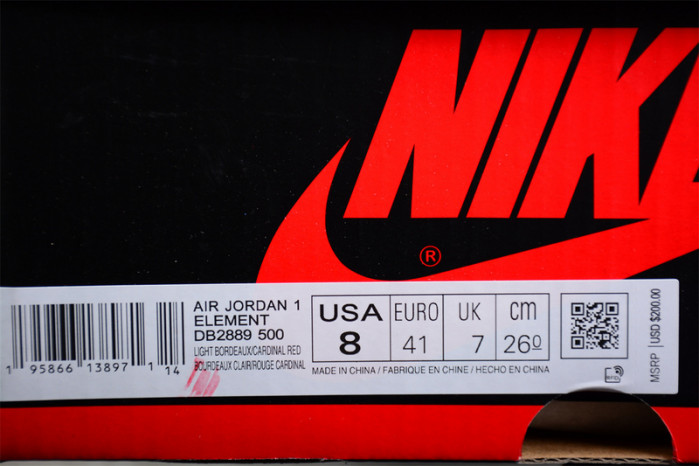 NIKE
®
AIR JORDAN 1
ELEMENT
DB2889 500
LIGHT BORDEAUX/CARDINAL RED
BOURDEAUX CLAIR/ROUGE CARDINAL
1 95866 13897 1 14
USA EURO UK cm
8 41 7 26⁰
MADE IN CHINA / FABRIQUE EN CHINE / HECHO EN CHINA
MSRP | USD $200.00